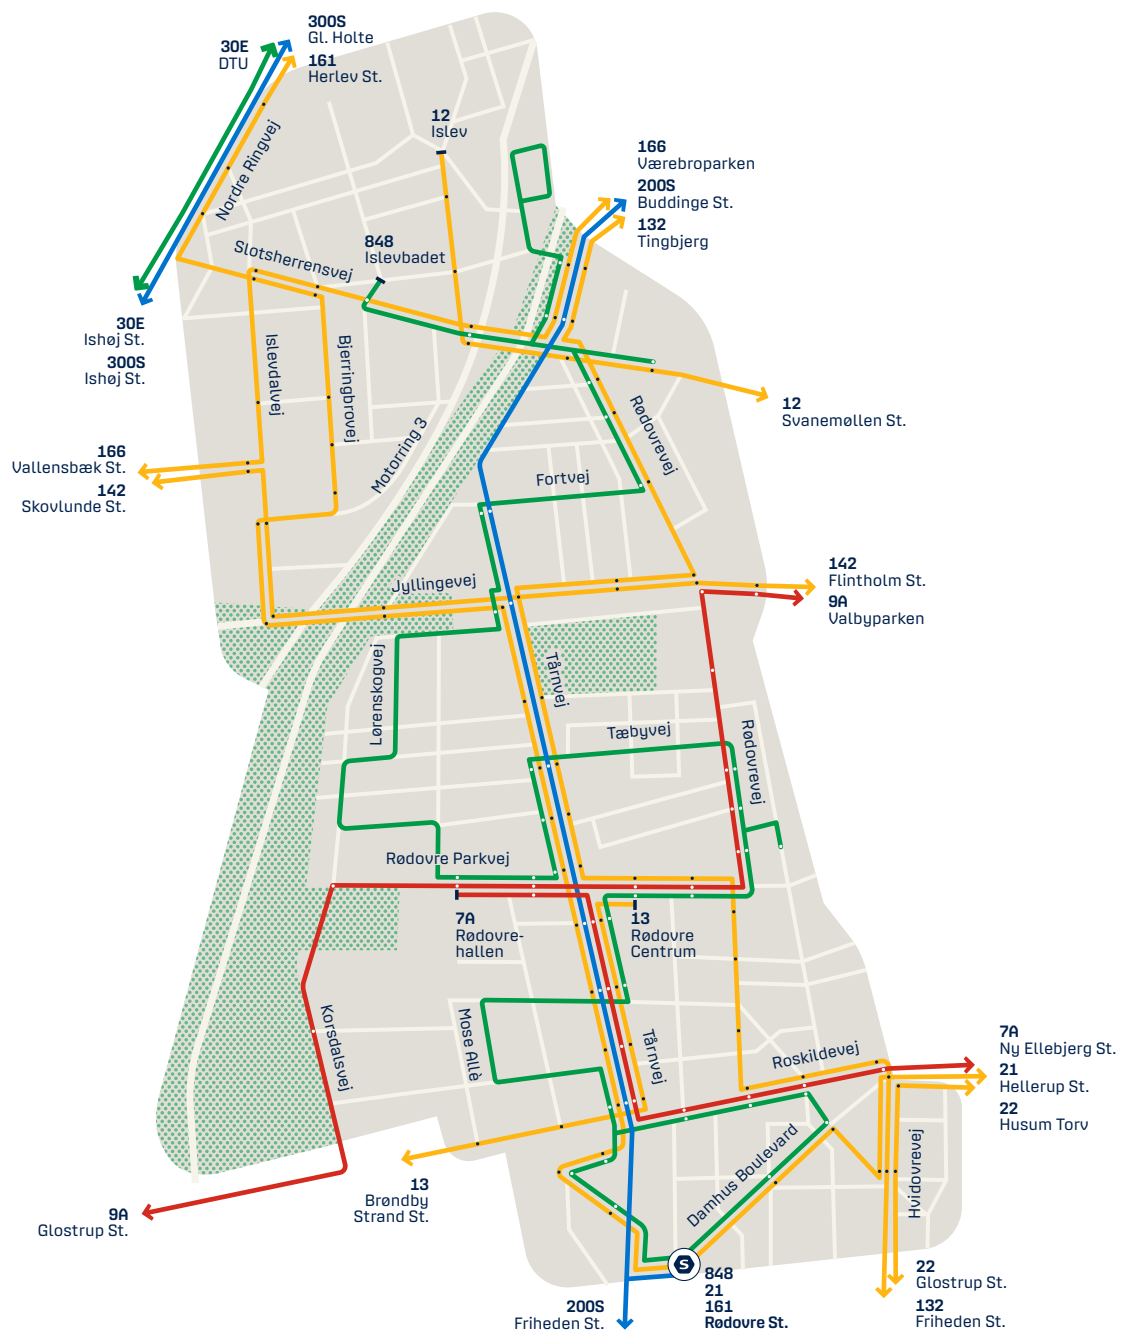 300S
Gl. Holte
30E
DTU
161
Herlev St.
12
Islev
166
Værebroparken
200S
Buddinge St.
132
Tingbjerg
Nordre Ringvej
848
Islevbadet
Slotsherrensvej
30E
Ishøj St.
300S
Ishøj St.
Islevdalvej
Bjerringbrovej
Motorring 3
Rødovrevej
12
Svanemøllen St.
166
Vallensbæk St.
142
Skovlunde St.
Fortvej
Jyllingevej
142
Flintholm St.
9A
Valbyparken
Lørenskogvej
Tårnvej
Tæbyvej
Rødovrevej
Rødovre Parkvej
7A
Rødovre-
hallen
13
Rødovre
Centrum
Korsdalsvej
Mose Allè
Tårnvej
Roskildevej
7A
Ny Ellebjerg St.
21
Hellerup St.
22
Husum Torv
Damhus Boulevard
Hvidovrevej
13
Brøndby
Strand St.
9A
Glostrup St.
S
848
21
161
Rødovre St.
22
Glostrup St.
132
Friheden St.
200S
Friheden St.